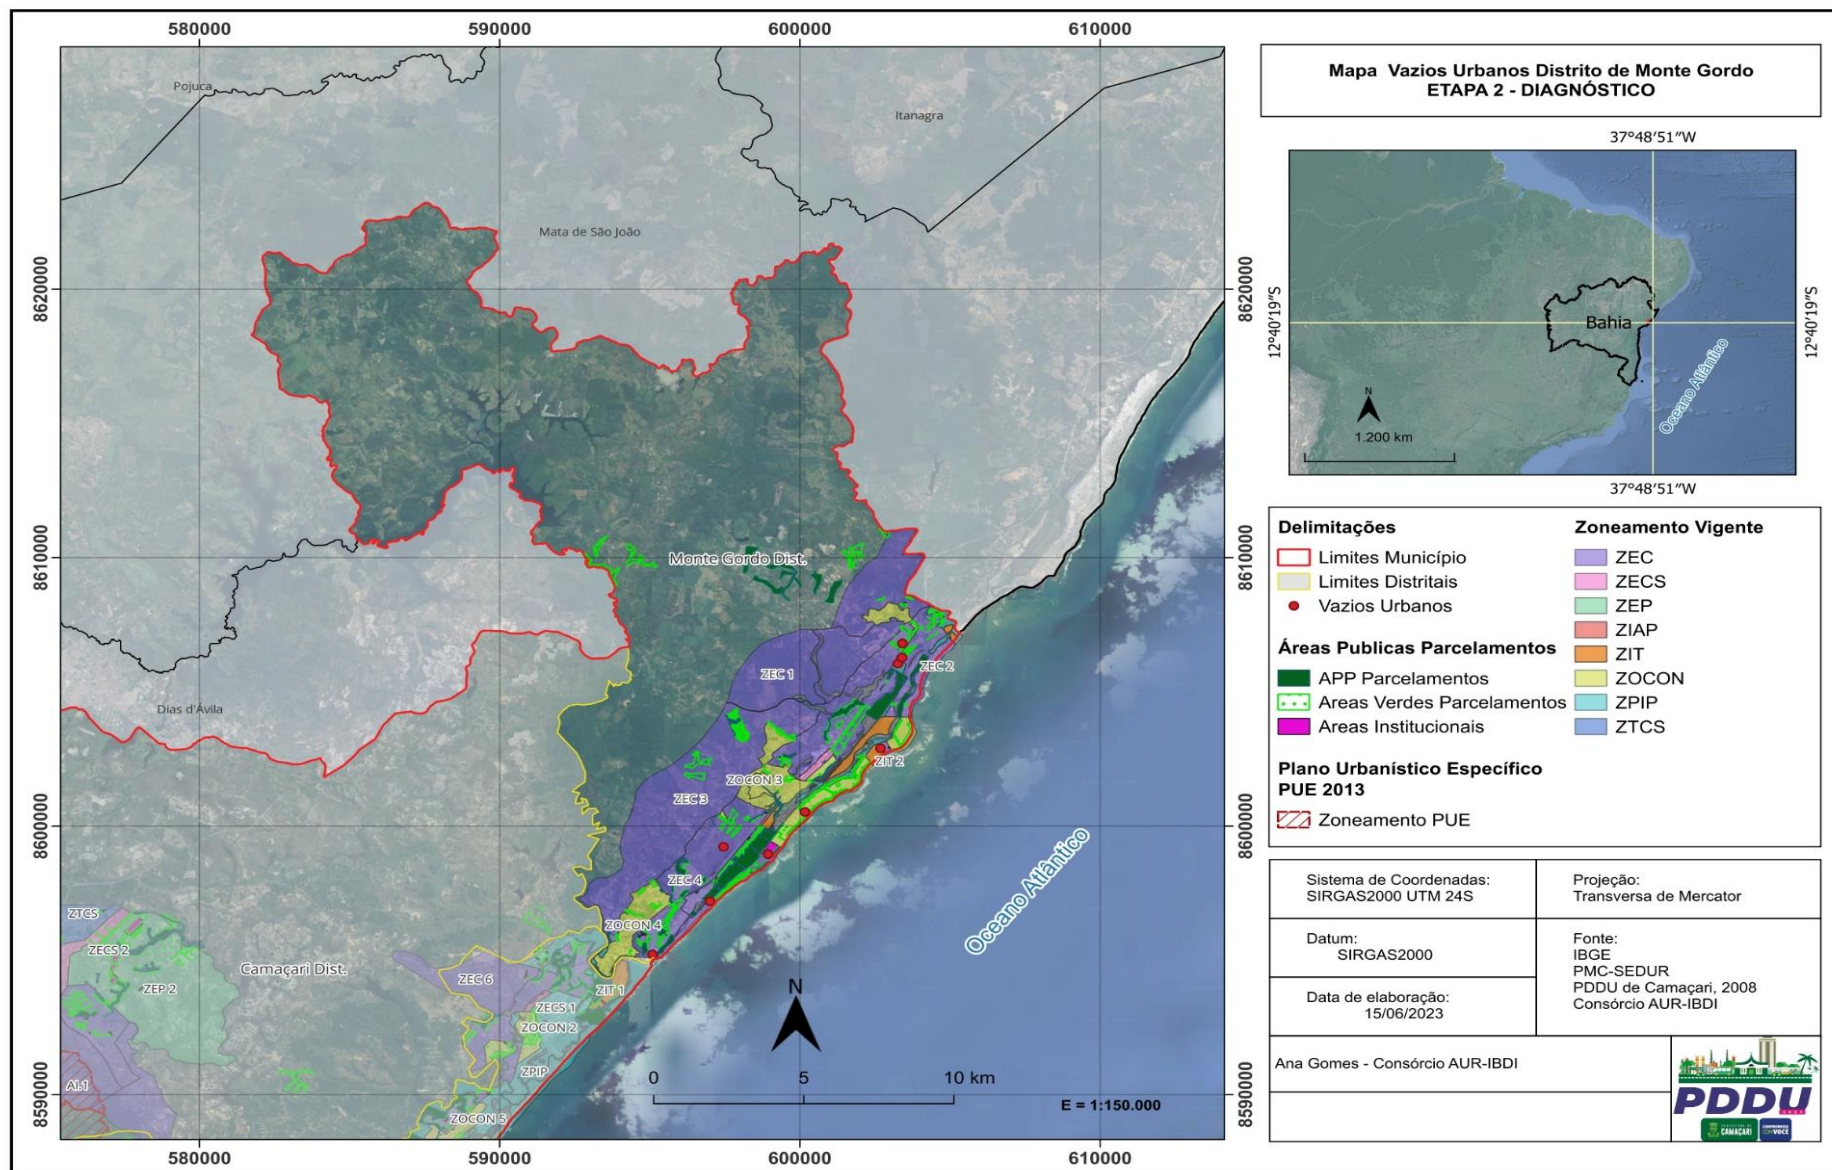 580000
590000
600000
610000
Pojuca
Itanagra
Mata de São João
8620000
8620000
8610000
8610000
Monte Gordo Dist.
ZEC 1
ZEC 2
Dias d'Ávila
ZIT 2
ZOCON 3
ZEC 3
8600000
8600000
ZEC 4
ZOCON 4
ZTCS
ZECS 2
Camaçari Dist.
ZEP 2
ZEC 6
ZIT 1
ZECS 1
ZOCON 2
ZPIP
AI.1
ZOCON 5
8590000
8590000
Oceano Atlântico
N
0 5 10 km
E = 1:150.000
580000
590000
600000
610000
Mapa Vazios Urbanos Distrito de Monte Gordo
ETAPA 2 - DIAGNÓSTICO
37°48'51"W
12°40'19"S
12°40'19"S
Bahia
Oceano Atlântico
N
1.200 km
37°48'51"W
Delimitações
Limites Município
Limites Distritais
Vazios Urbanos
Áreas Publicas Parcelamentos
APP Parcelamentos
Areas Verdes Parcelamentos
Areas Institucionais
Plano Urbanístico Específico
PUE 2013
Zoneamento PUE
Zoneamento Vigente
ZEC
ZECS
ZEP
ZIAP
ZIT
ZOCON
ZPIP
ZTCS
Sistema de Coordenadas:
SIRGAS2000 UTM 24S
Projeção:
Transversa de Mercator
Datum:
SIRGAS2000
Fonte:
IBGE
PMC-SEDUR
PDDU de Camaçari, 2008
Consórcio AUR-IBDI
Data de elaboração:
15/06/2023
Ana Gomes - Consórcio AUR-IBDI
PDDU
PREFEITURA DE
CAMAÇARI
COMPROMISSO
COM VOCÊ